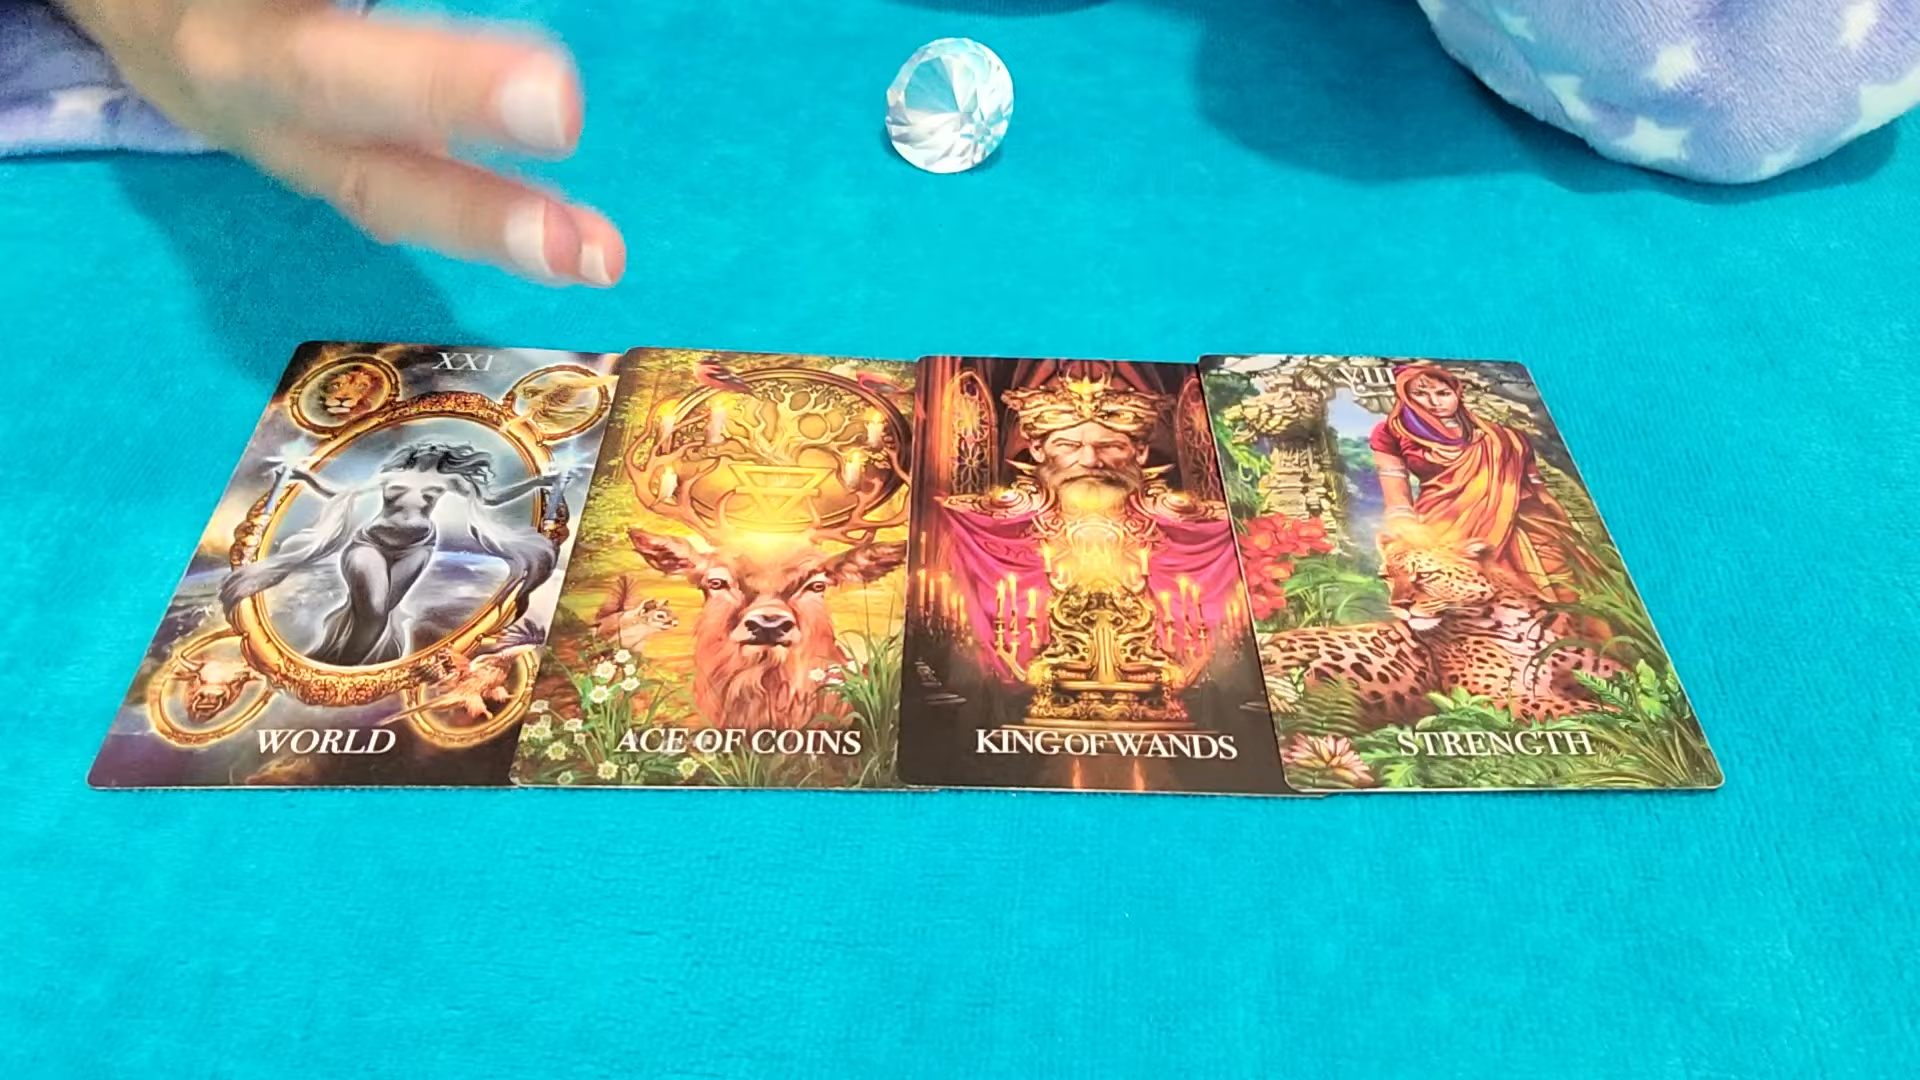 XXI
WORLD
ACE OF COINS
KING OF WANDS
VIII
STRENGTH